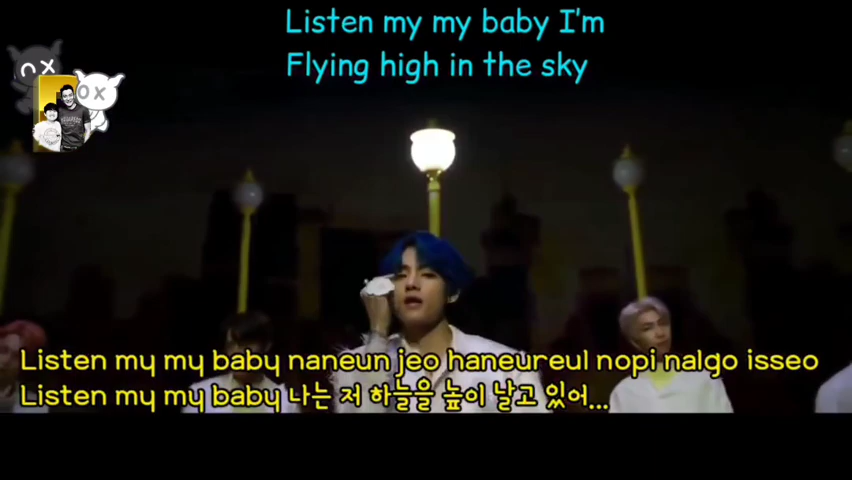 Listen my my baby I'm
Flying high in the sky
Listen my my baby naneun jeo haneureul nopi nalgo isseo
Listen my my baby 나는 저 하늘을 높이 날고 있어...